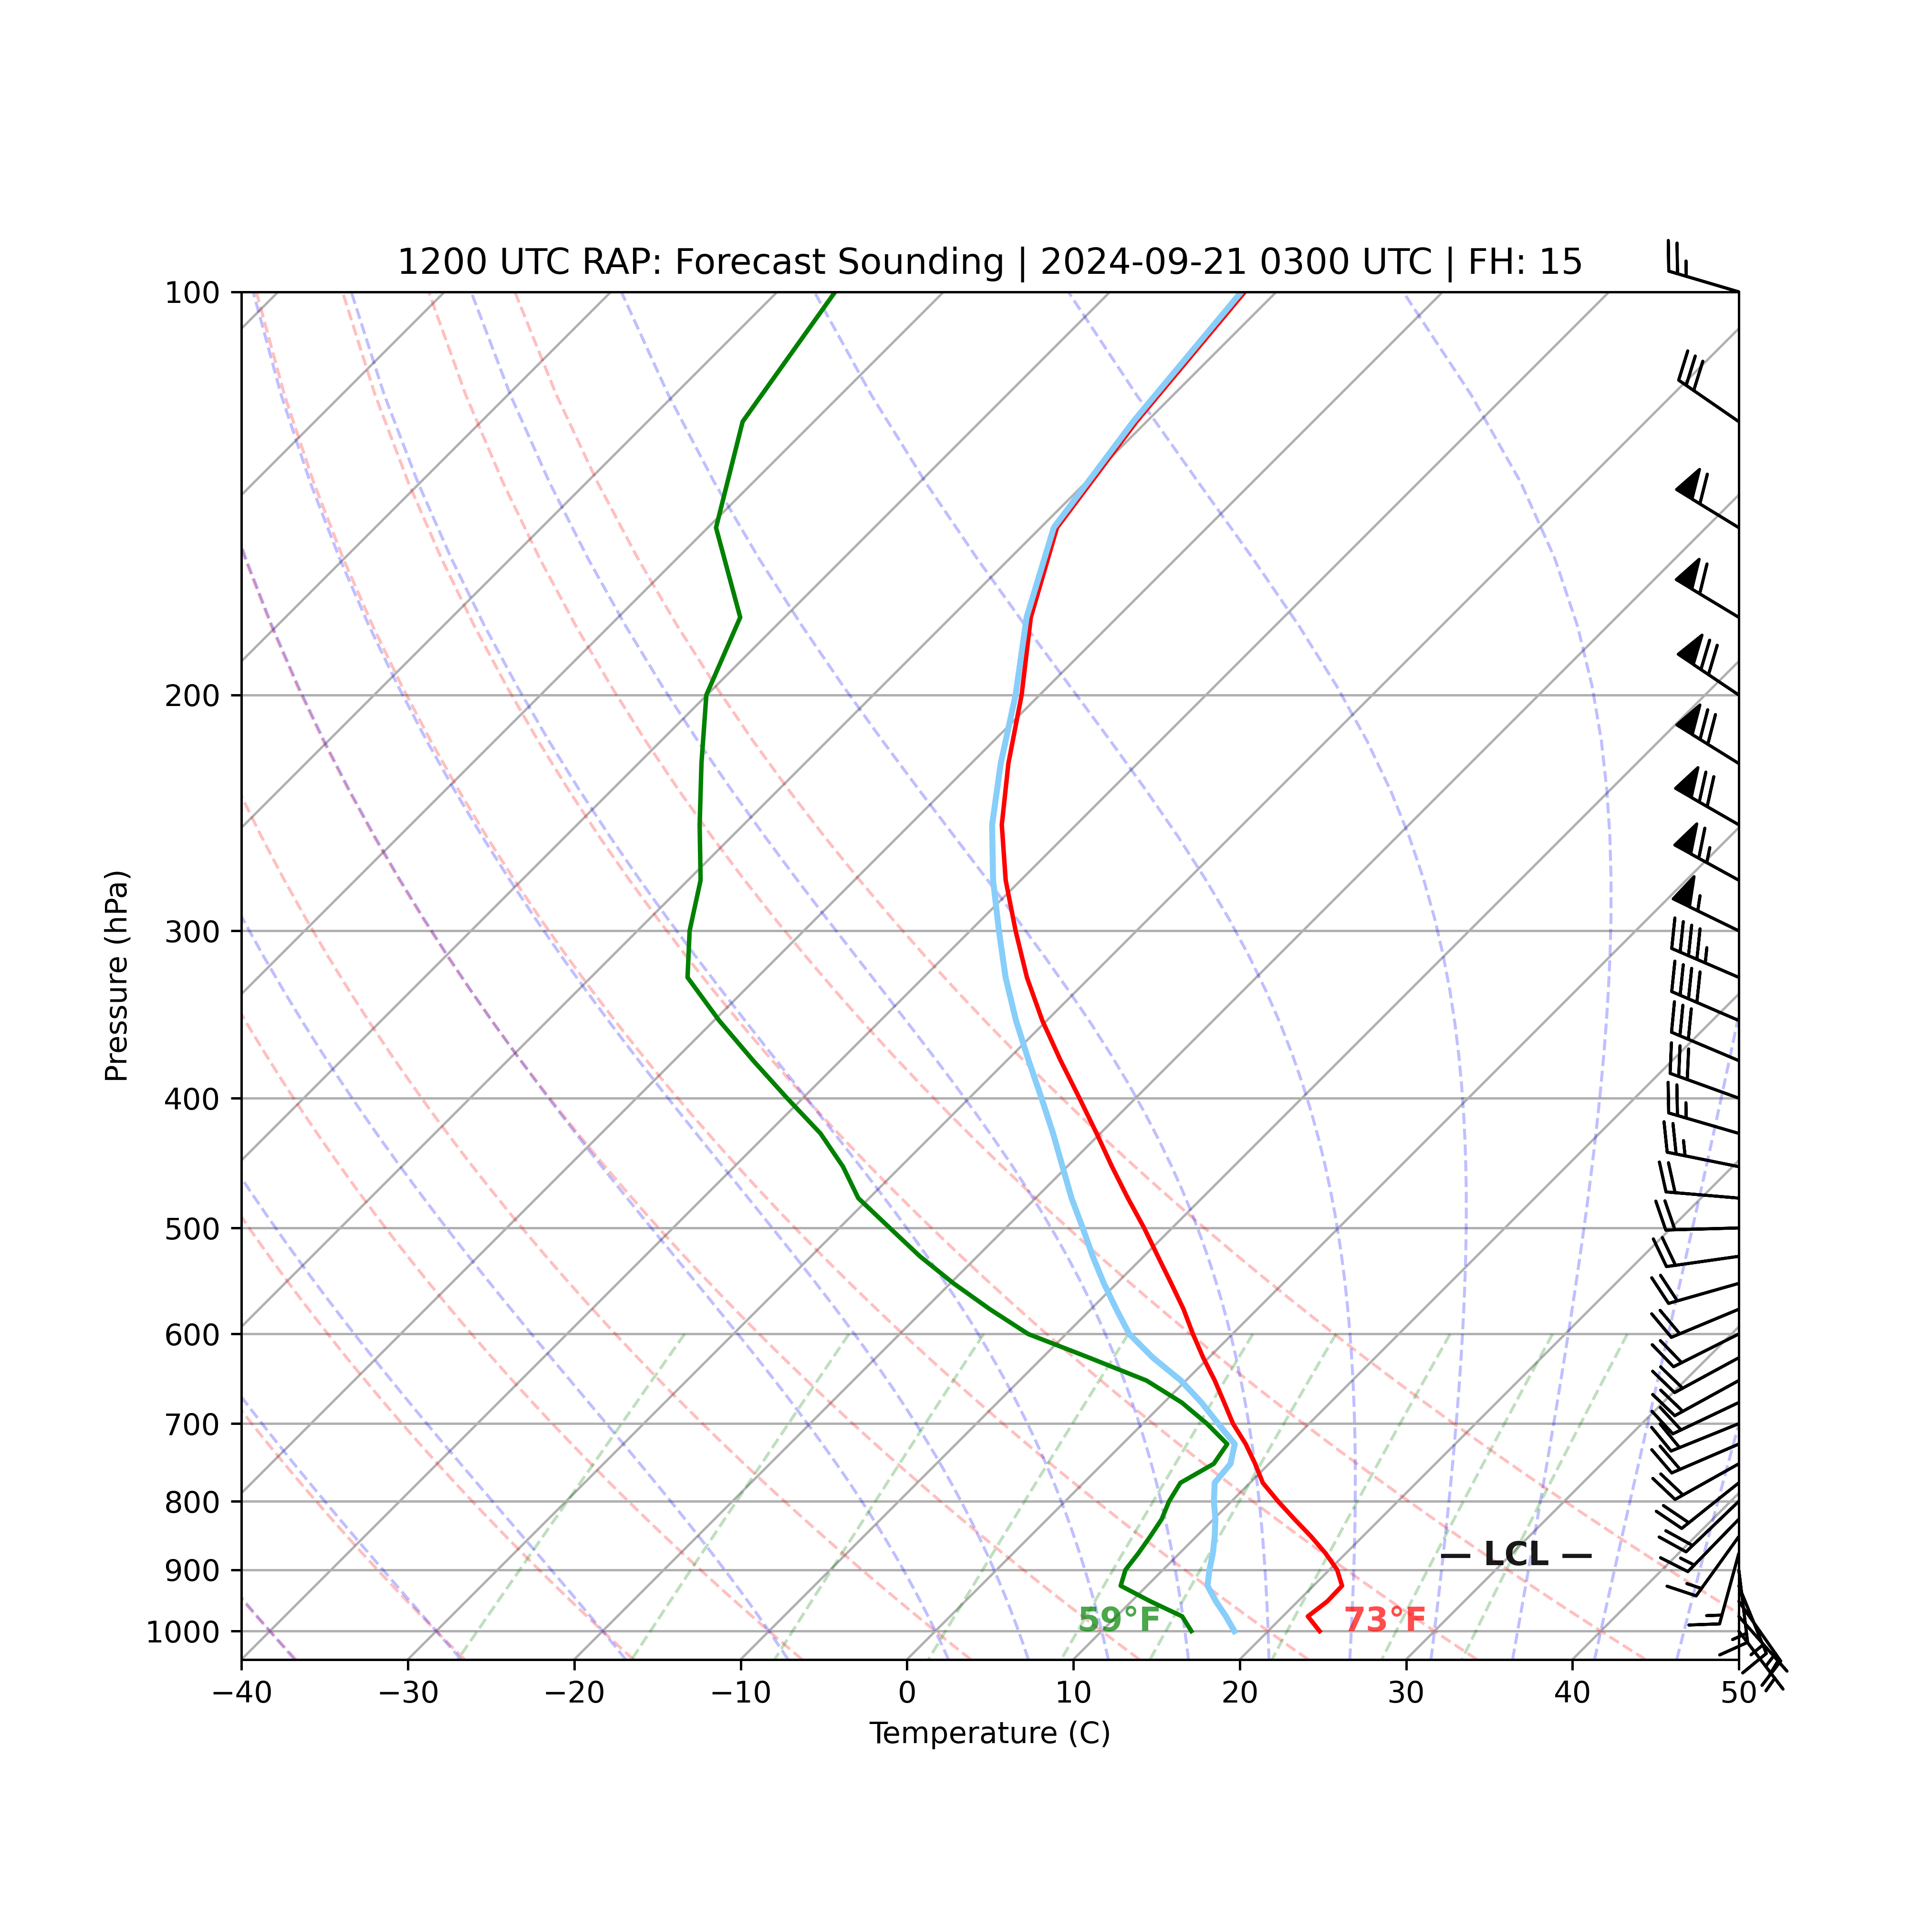 1200 UTC RAP: Forecast Sounding | 2024-09-21 0300 UTC | FH: 15
100
200
300
400
500
600
700
800
900
1000
Pressure (hPa)
— LCL —
59°F
73°F
−40 −30 −20 −10 0 10 20 30 40 50
Temperature (C)